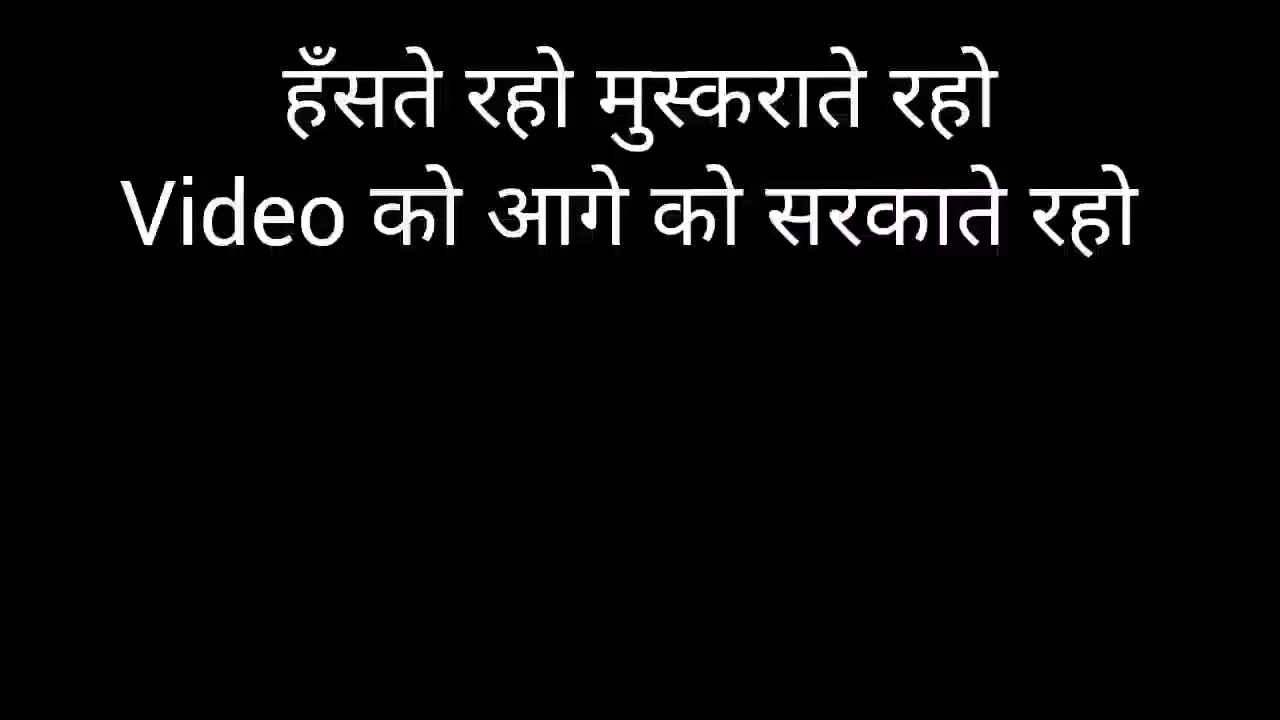 हँसते रहो मुस्कराते रहो
Video को आगे को सरकाते रहो